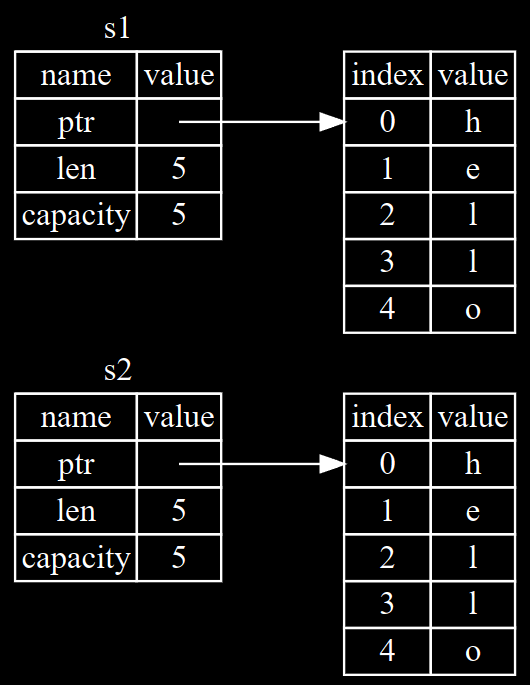 s1
name value index value
ptr 0 h
len 5 1 e
capacity 5 2 l
3 l
4 o
s2
name value index value
ptr 0 h
len 5 1 e
capacity 5 2 l
3 l
4 o